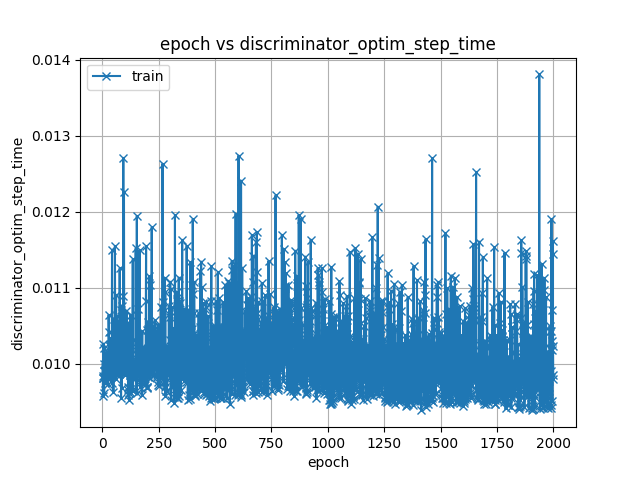 epoch vs discriminator_optim_step_time
train
discriminator_optim_step_time
0.014
0.013
0.012
0.011
0.010
0 250 500 750 1000 1250 1500 1750 2000
epoch